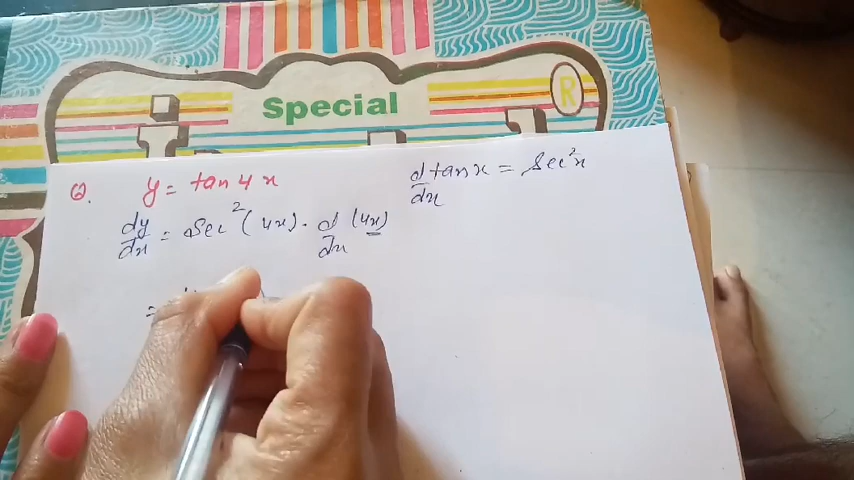 Special
®
Q. y = tan 4x
d/dx tan x = Sec²x
dy/dx = Sec²(4x) · d/dx (4x)
=